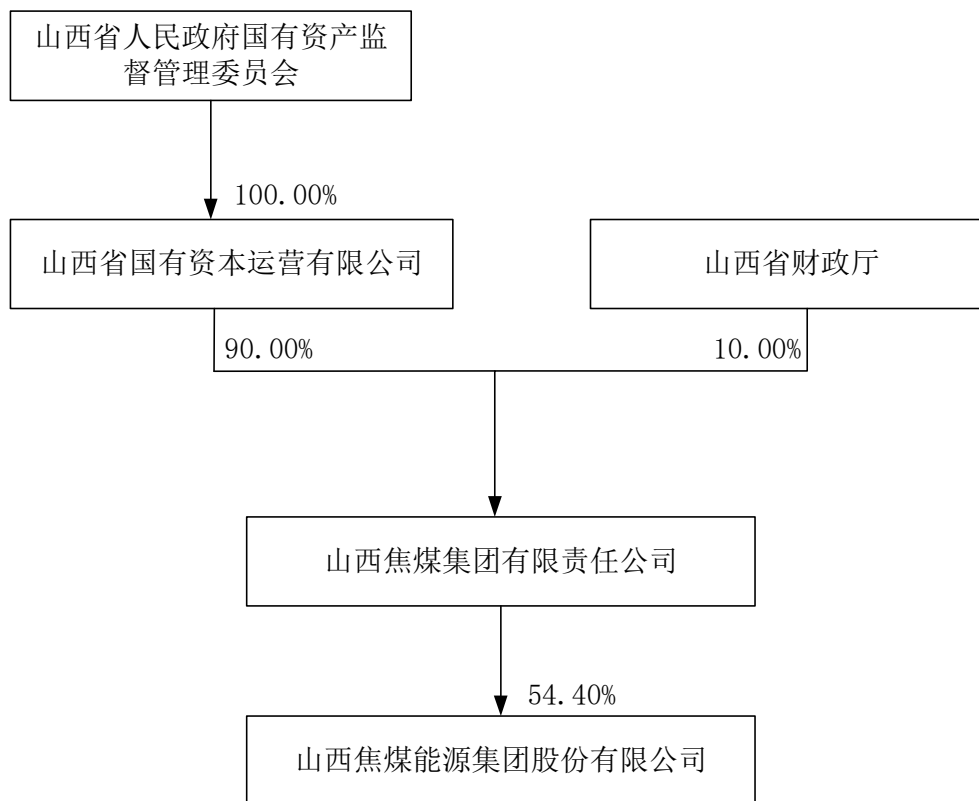 山西省人民政府国有资产监
督管理委员会
100.00%
山西省国有资本运营有限公司
山西省财政厅
90.00%
10.00%
山西焦煤集团有限责任公司
54.40%
山西焦煤能源集团股份有限公司